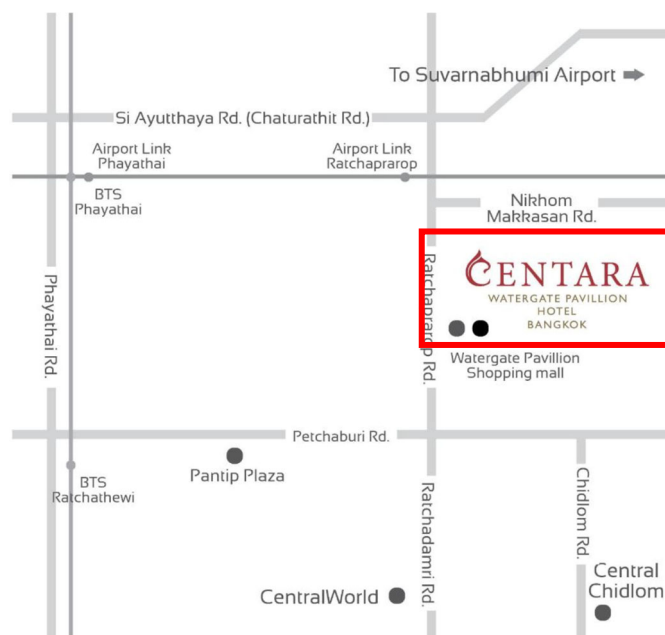 To Suvarnabhumi Airport
Si Ayutthaya Rd. (Chaturathit Rd.)
Airport Link
Phayathai
Airport Link
Ratchaprarop
BTS
Phayathai
Nikhom
Makkasan Rd.
Phayathai Rd.
Ratchaprarop Rd.
CENTARA
WATERGATE PAVILLION
HOTEL
BANGKOK
Watergate Pavillion
Shopping mall
Petchaburi Rd.
Pantip Plaza
BTS
Ratchathewi
Ratchadamri Rd.
Chidlom Rd.
CentralWorld
Central
Chidlom